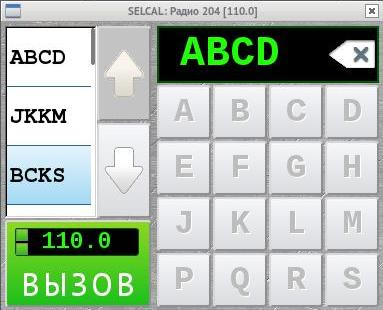 SELCAL: Радио 204 [110.0]
ABCD
JKKM
BCKS
110.0
ВЫЗОВ
ABCD
A B C D
E F G H
J K L M
P Q R S